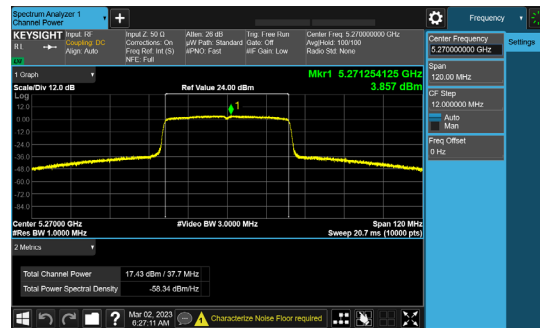 Spectrum Analyzer 1
Channel Power
Frequency
KEYSIGHT
Input: RF
Input Z: 50 Ω
Atten: 26 dB
Trig: Free Run
Center Freq: 5.270000000 GHz
RL
Coupling: DC
Corrections: On
µW Path: Standard
Gate: Off
Avg|Hold: 100/100
Align: Auto
Freq Ref: Int (S)
#PNO: Fast
#IF Gain: Low
Radio Std: None
NFE: Full
Center Frequency
Settings
5.270000000 GHz
Span
120.00 MHz
CF Step
12.000000 MHz
Auto
Man
Freq Offset
0 Hz
1 Graph
Mkr1 5.271254125 GHz
Scale/Div 12.0 dB
Ref Value 24.00 dBm
3.857 dBm
Log
1
12.0
0.00
-12.0
-24.0
-36.0
-48.0
-60.0
-72.0
-84.0
Center 5.27000 GHz
#Video BW 3.0000 MHz
Span 120 MHz
#Res BW 1.0000 MHz
Sweep 20.7 ms (10000 pts)
2 Metrics
Total Channel Power
17.43 dBm / 37.7 MHz
Total Power Spectral Density
-58.34 dBm/Hz
Mar 02, 2023
6:27:11 AM
Characterize Noise Floor required